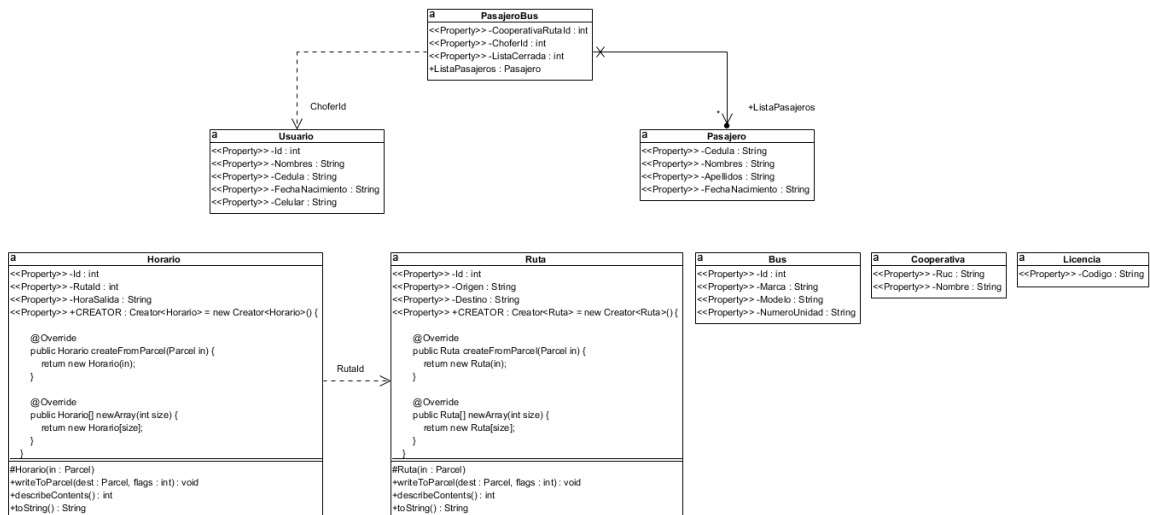 a PasajeroBus
<<Property>> -CooperativaRutaId : int
<<Property>> -ChoferId : int
<<Property>> -ListaCerrada : int
+ListaPasajeros : Pasajero
ChoferId
* +ListaPasajeros
a Usuario
<<Property>> -Id : int
<<Property>> -Nombres : String
<<Property>> -Cedula : String
<<Property>> -FechaNacimiento : String
<<Property>> -Celular : String
a Pasajero
<<Property>> -Cedula : String
<<Property>> -Nombres : String
<<Property>> -Apellidos : String
<<Property>> -FechaNacimiento : String
a Horario
<<Property>> -Id : int
<<Property>> -RutaId : int
<<Property>> -HoraSalida : String
<<Property>> +CREATOR : Creator<Horario> = new Creator<Horario>() {
@Override
public Horario createFromParcel(Parcel in) {
return new Horario(in);
}
@Override
public Horario[] newArray(int size) {
return new Horario[size];
}
}
#Horario(in : Parcel)
+writeToParcel(dest : Parcel, flags : int) : void
+describeContents() : int
+toString() : String
RutaId
a Ruta
<<Property>> -Id : int
<<Property>> -Origen : String
<<Property>> -Destino : String
<<Property>> +CREATOR : Creator<Ruta> = new Creator<Ruta>() {
@Override
public Ruta createFromParcel(Parcel in) {
return new Ruta(in);
}
@Override
public Ruta[] newArray(int size) {
return new Ruta[size];
}
}
#Ruta(in : Parcel)
+writeToParcel(dest : Parcel, flags : int) : void
+describeContents() : int
+toString() : String
a Bus
<<Property>> -Id : int
<<Property>> -Marca : String
<<Property>> -Modelo : String
<<Property>> -NumeroUnidad : String
a Cooperativa
<<Property>> -Ruc : String
<<Property>> -Nombre : String
a Licencia
<<Property>> -Codigo : String